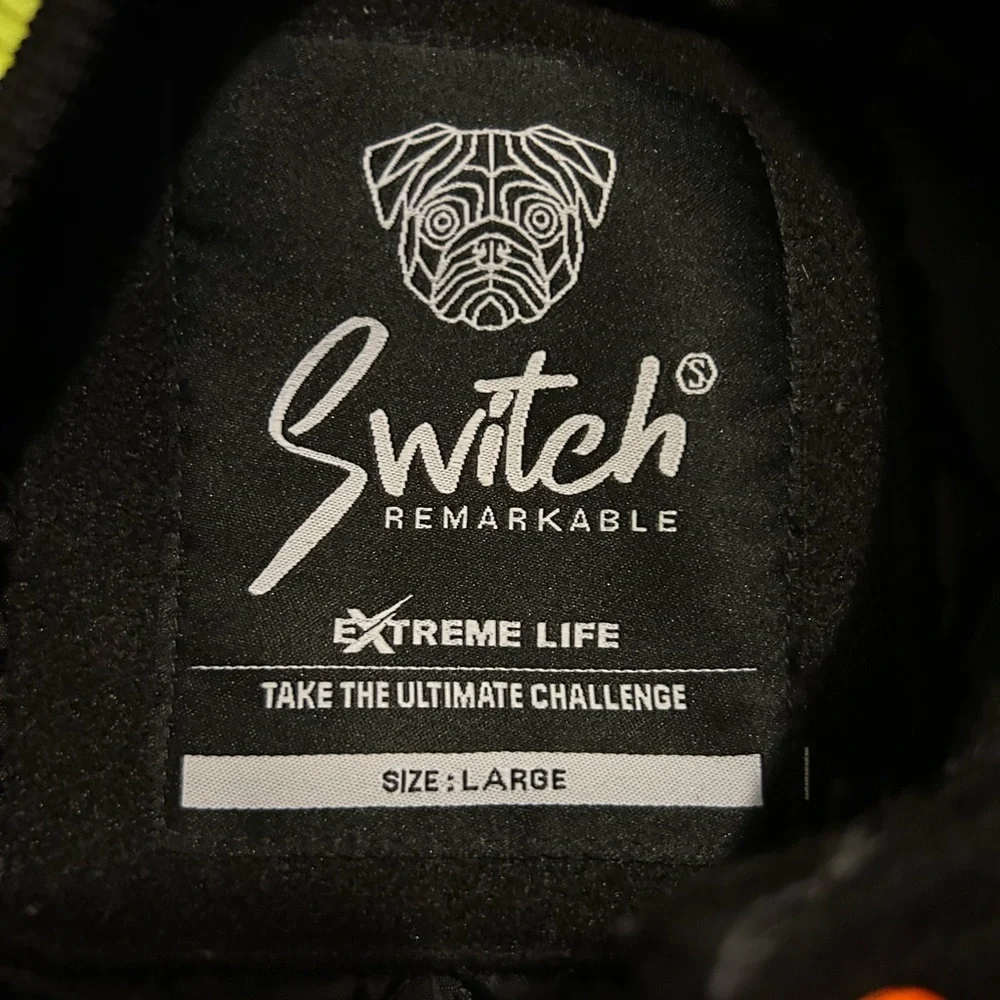 Switch Ⓢ
REMARKABLE
EXTREME LIFE
TAKE THE ULTIMATE CHALLENGE
SIZE : LARGE